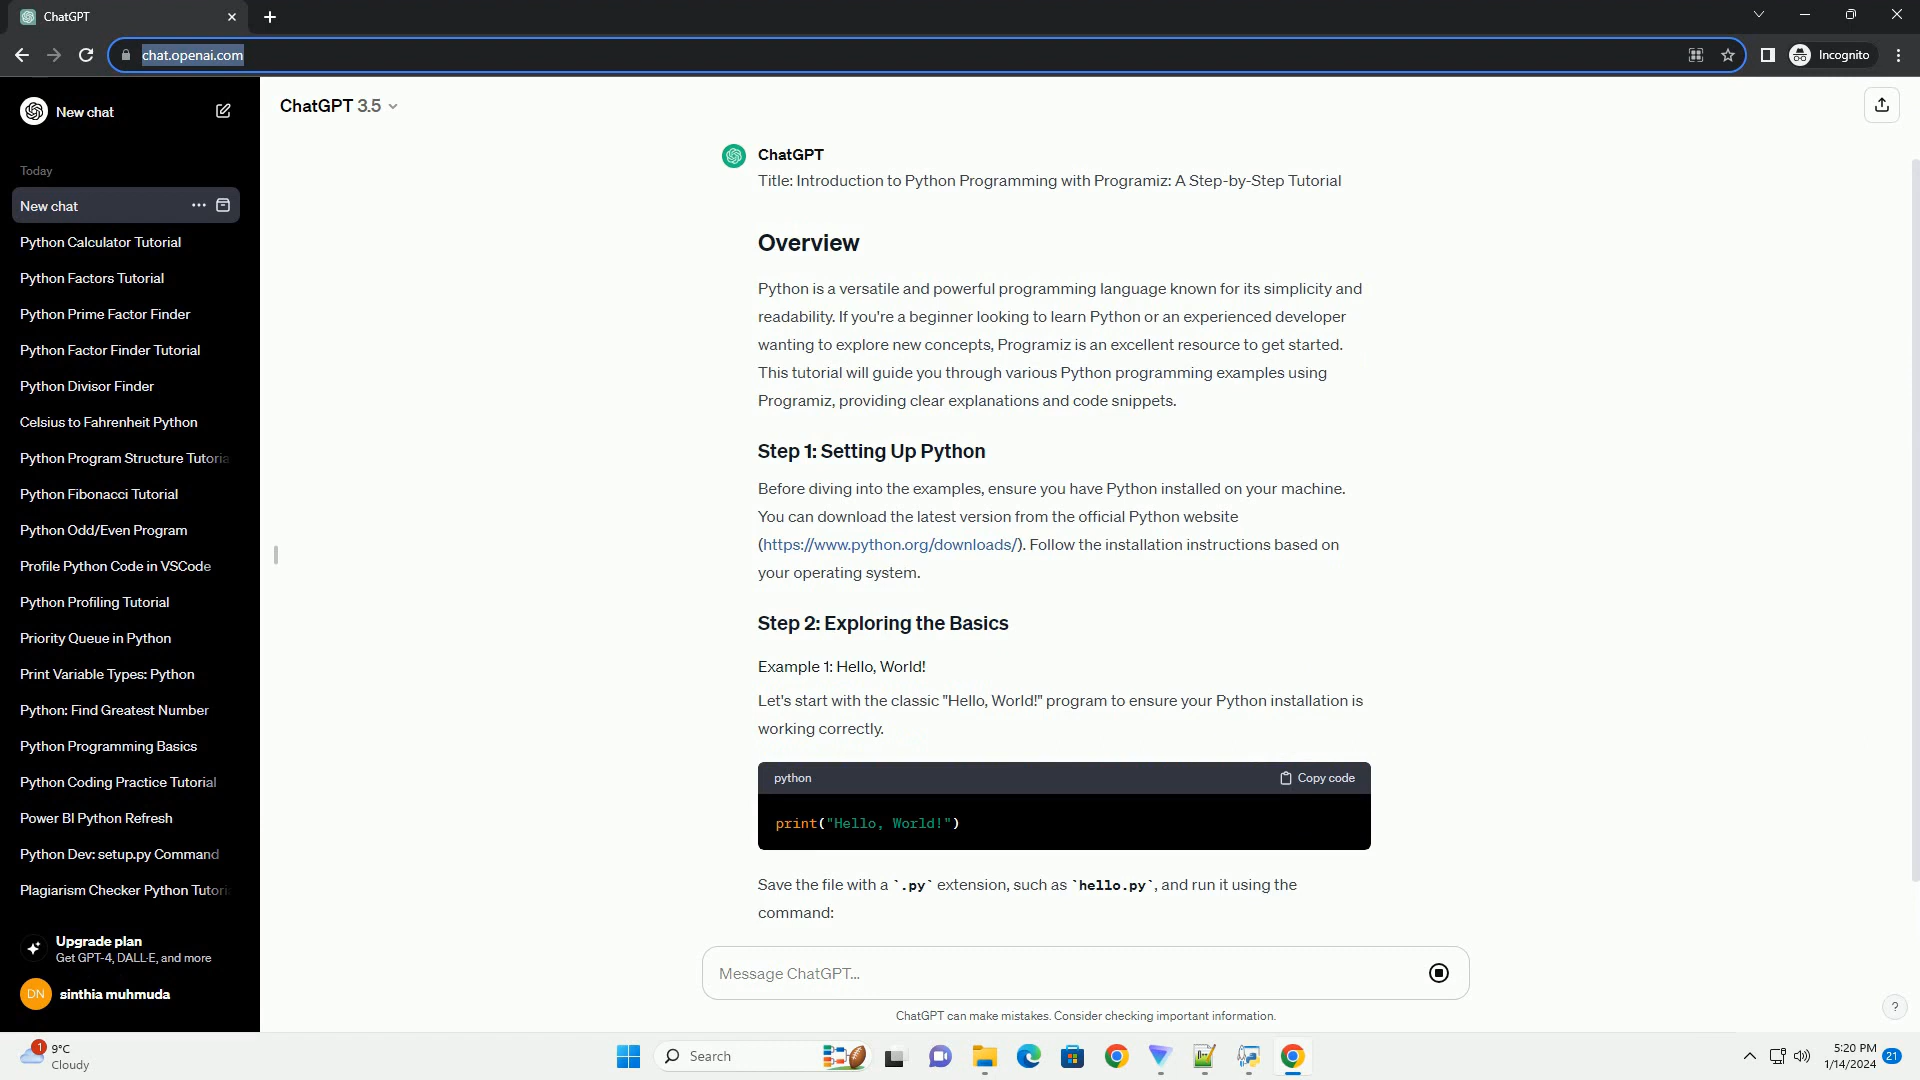 ChatGPT
chat.openai.com
Incognito
New chat
Today
New chat
Python Calculator Tutorial
Python Factors Tutorial
Python Prime Factor Finder
Python Factor Finder Tutorial
Python Divisor Finder
Celsius to Fahrenheit Python
Python Program Structure Tutoria
Python Fibonacci Tutorial
Python Odd/Even Program
Profile Python Code in VSCode
Python Profiling Tutorial
Priority Queue in Python
Print Variable Types: Python
Python: Find Greatest Number
Python Programming Basics
Python Coding Practice Tutorial
Power BI Python Refresh
Python Dev: setup.py Command
Plagiarism Checker Python Tutori
Upgrade plan
Get GPT-4, DALL·E, and more
DN sinthia muhmuda
ChatGPT 3.5
ChatGPT
Title: Introduction to Python Programming with Programiz: A Step-by-Step Tutorial
Overview
Python is a versatile and powerful programming language known for its simplicity and
readability. If you're a beginner looking to learn Python or an experienced developer
wanting to explore new concepts, Programiz is an excellent resource to get started.
This tutorial will guide you through various Python programming examples using
Programiz, providing clear explanations and code snippets.
Step 1: Setting Up Python
Before diving into the examples, ensure you have Python installed on your machine.
You can download the latest version from the official Python website
(https://www.python.org/downloads/). Follow the installation instructions based on
your operating system.
Step 2: Exploring the Basics
Example 1: Hello, World!
Let's start with the classic "Hello, World!" program to ensure your Python installation is
working correctly.
python Copy code
print("Hello, World!")
Save the file with a `.py` extension, such as `hello.py`, and run it using the
command:
Message ChatGPT...
ChatGPT can make mistakes. Consider checking important information.
?
1
9°C
Cloudy
Search
5:20 PM
1/14/2024
21